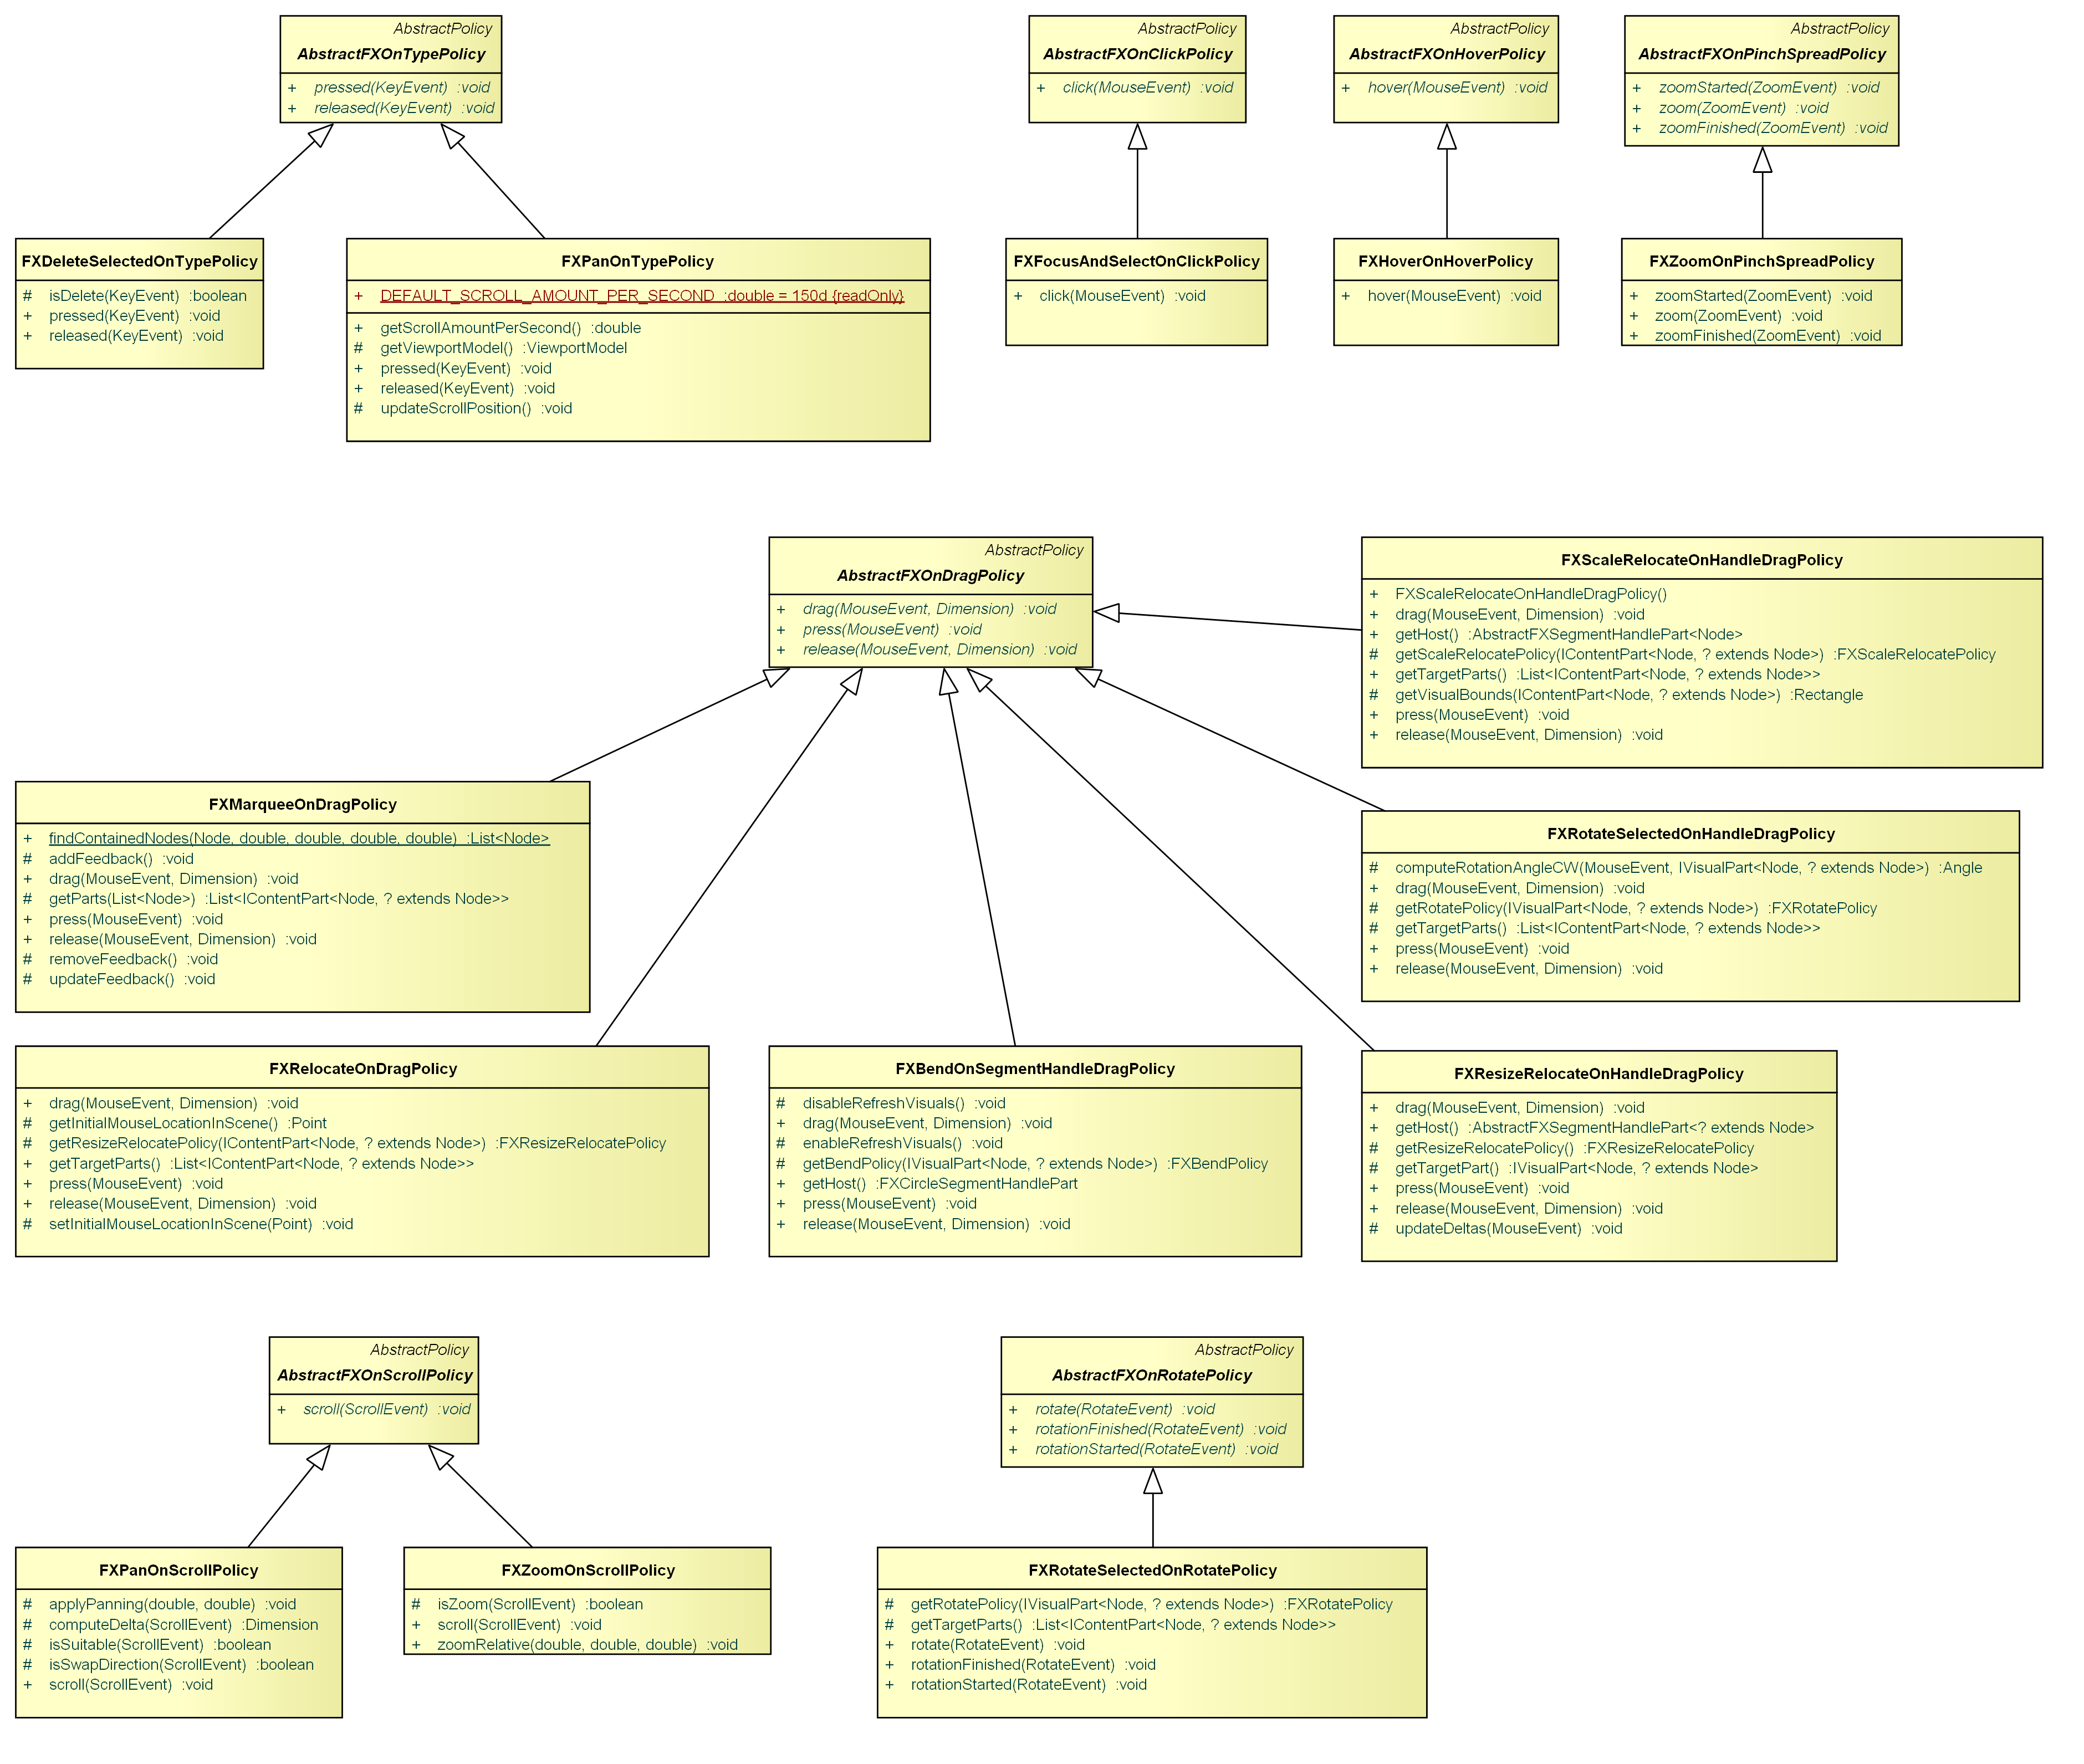 AbstractPolicy
AbstractFXOnTypePolicy
+ pressed(KeyEvent) :void
+ released(KeyEvent) :void
AbstractPolicy
AbstractFXOnClickPolicy
+ click(MouseEvent) :void
AbstractPolicy
AbstractFXOnHoverPolicy
+ hover(MouseEvent) :void
AbstractPolicy
AbstractFXOnPinchSpreadPolicy
+ zoomStarted(ZoomEvent) :void
+ zoom(ZoomEvent) :void
+ zoomFinished(ZoomEvent) :void
FXDeleteSelectedOnTypePolicy
# isDelete(KeyEvent) :boolean
+ pressed(KeyEvent) :void
+ released(KeyEvent) :void
FXPanOnTypePolicy
+ DEFAULT_SCROLL_AMOUNT_PER_SECOND :double = 150d {readOnly}
+ getScrollAmountPerSecond() :double
# getViewportModel() :ViewportModel
+ pressed(KeyEvent) :void
+ released(KeyEvent) :void
# updateScrollPosition() :void
FXFocusAndSelectOnClickPolicy
+ click(MouseEvent) :void
FXHoverOnHoverPolicy
+ hover(MouseEvent) :void
FXZoomOnPinchSpreadPolicy
+ zoomStarted(ZoomEvent) :void
+ zoom(ZoomEvent) :void
+ zoomFinished(ZoomEvent) :void
AbstractPolicy
AbstractFXOnDragPolicy
+ drag(MouseEvent, Dimension) :void
+ press(MouseEvent) :void
+ release(MouseEvent, Dimension) :void
FXScaleRelocateOnHandleDragPolicy
+ FXScaleRelocateOnHandleDragPolicy()
+ drag(MouseEvent, Dimension) :void
+ getHost() :AbstractFXSegmentHandlePart<Node>
# getScaleRelocatePolicy(IContentPart<Node, ? extends Node>) :FXScaleRelocatePolicy
+ getTargetParts() :List<IContentPart<Node, ? extends Node>>
# getVisualBounds(IContentPart<Node, ? extends Node>) :Rectangle
+ press(MouseEvent) :void
+ release(MouseEvent, Dimension) :void
FXMarqueeOnDragPolicy
+ findContainedNodes(Node, double, double, double, double) :List<Node>
# addFeedback() :void
+ drag(MouseEvent, Dimension) :void
# getParts(List<Node>) :List<IContentPart<Node, ? extends Node>>
+ press(MouseEvent) :void
+ release(MouseEvent, Dimension) :void
# removeFeedback() :void
# updateFeedback() :void
FXRotateSelectedOnHandleDragPolicy
# computeRotationAngleCW(MouseEvent, IVisualPart<Node, ? extends Node>) :Angle
+ drag(MouseEvent, Dimension) :void
# getRotatePolicy(IVisualPart<Node, ? extends Node>) :FXRotatePolicy
# getTargetParts() :List<IContentPart<Node, ? extends Node>>
+ press(MouseEvent) :void
+ release(MouseEvent, Dimension) :void
FXRelocateOnDragPolicy
+ drag(MouseEvent, Dimension) :void
# getInitialMouseLocationInScene() :Point
# getResizeRelocatePolicy(IContentPart<Node, ? extends Node>) :FXResizeRelocatePolicy
+ getTargetParts() :List<IContentPart<Node, ? extends Node>>
+ press(MouseEvent) :void
+ release(MouseEvent, Dimension) :void
# setInitialMouseLocationInScene(Point) :void
FXBendOnSegmentHandleDragPolicy
# disableRefreshVisuals() :void
+ drag(MouseEvent, Dimension) :void
# enableRefreshVisuals() :void
# getBendPolicy(IVisualPart<Node, ? extends Node>) :FXBendPolicy
+ getHost() :FXCircleSegmentHandlePart
+ press(MouseEvent) :void
+ release(MouseEvent, Dimension) :void
FXResizeRelocateOnHandleDragPolicy
+ drag(MouseEvent, Dimension) :void
+ getHost() :AbstractFXSegmentHandlePart<? extends Node>
# getResizeRelocatePolicy() :FXResizeRelocatePolicy
# getTargetPart() :IVisualPart<Node, ? extends Node>
+ press(MouseEvent) :void
+ release(MouseEvent, Dimension) :void
# updateDeltas(MouseEvent) :void
AbstractPolicy
AbstractFXOnScrollPolicy
+ scroll(ScrollEvent) :void
AbstractPolicy
AbstractFXOnRotatePolicy
+ rotate(RotateEvent) :void
+ rotationFinished(RotateEvent) :void
+ rotationStarted(RotateEvent) :void
FXPanOnScrollPolicy
# applyPanning(double, double) :void
# computeDelta(ScrollEvent) :Dimension
# isSuitable(ScrollEvent) :boolean
# isSwapDirection(ScrollEvent) :boolean
+ scroll(ScrollEvent) :void
FXZoomOnScrollPolicy
# isZoom(ScrollEvent) :boolean
+ scroll(ScrollEvent) :void
+ zoomRelative(double, double, double) :void
FXRotateSelectedOnRotatePolicy
# getRotatePolicy(IVisualPart<Node, ? extends Node>) :FXRotatePolicy
# getTargetParts() :List<IContentPart<Node, ? extends Node>>
+ rotate(RotateEvent) :void
+ rotationFinished(RotateEvent) :void
+ rotationStarted(RotateEvent) :void